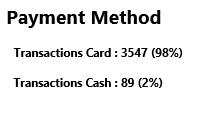 Payment Method
Transactions Card : 3547 (98%)
Transactions Cash : 89 (2%)